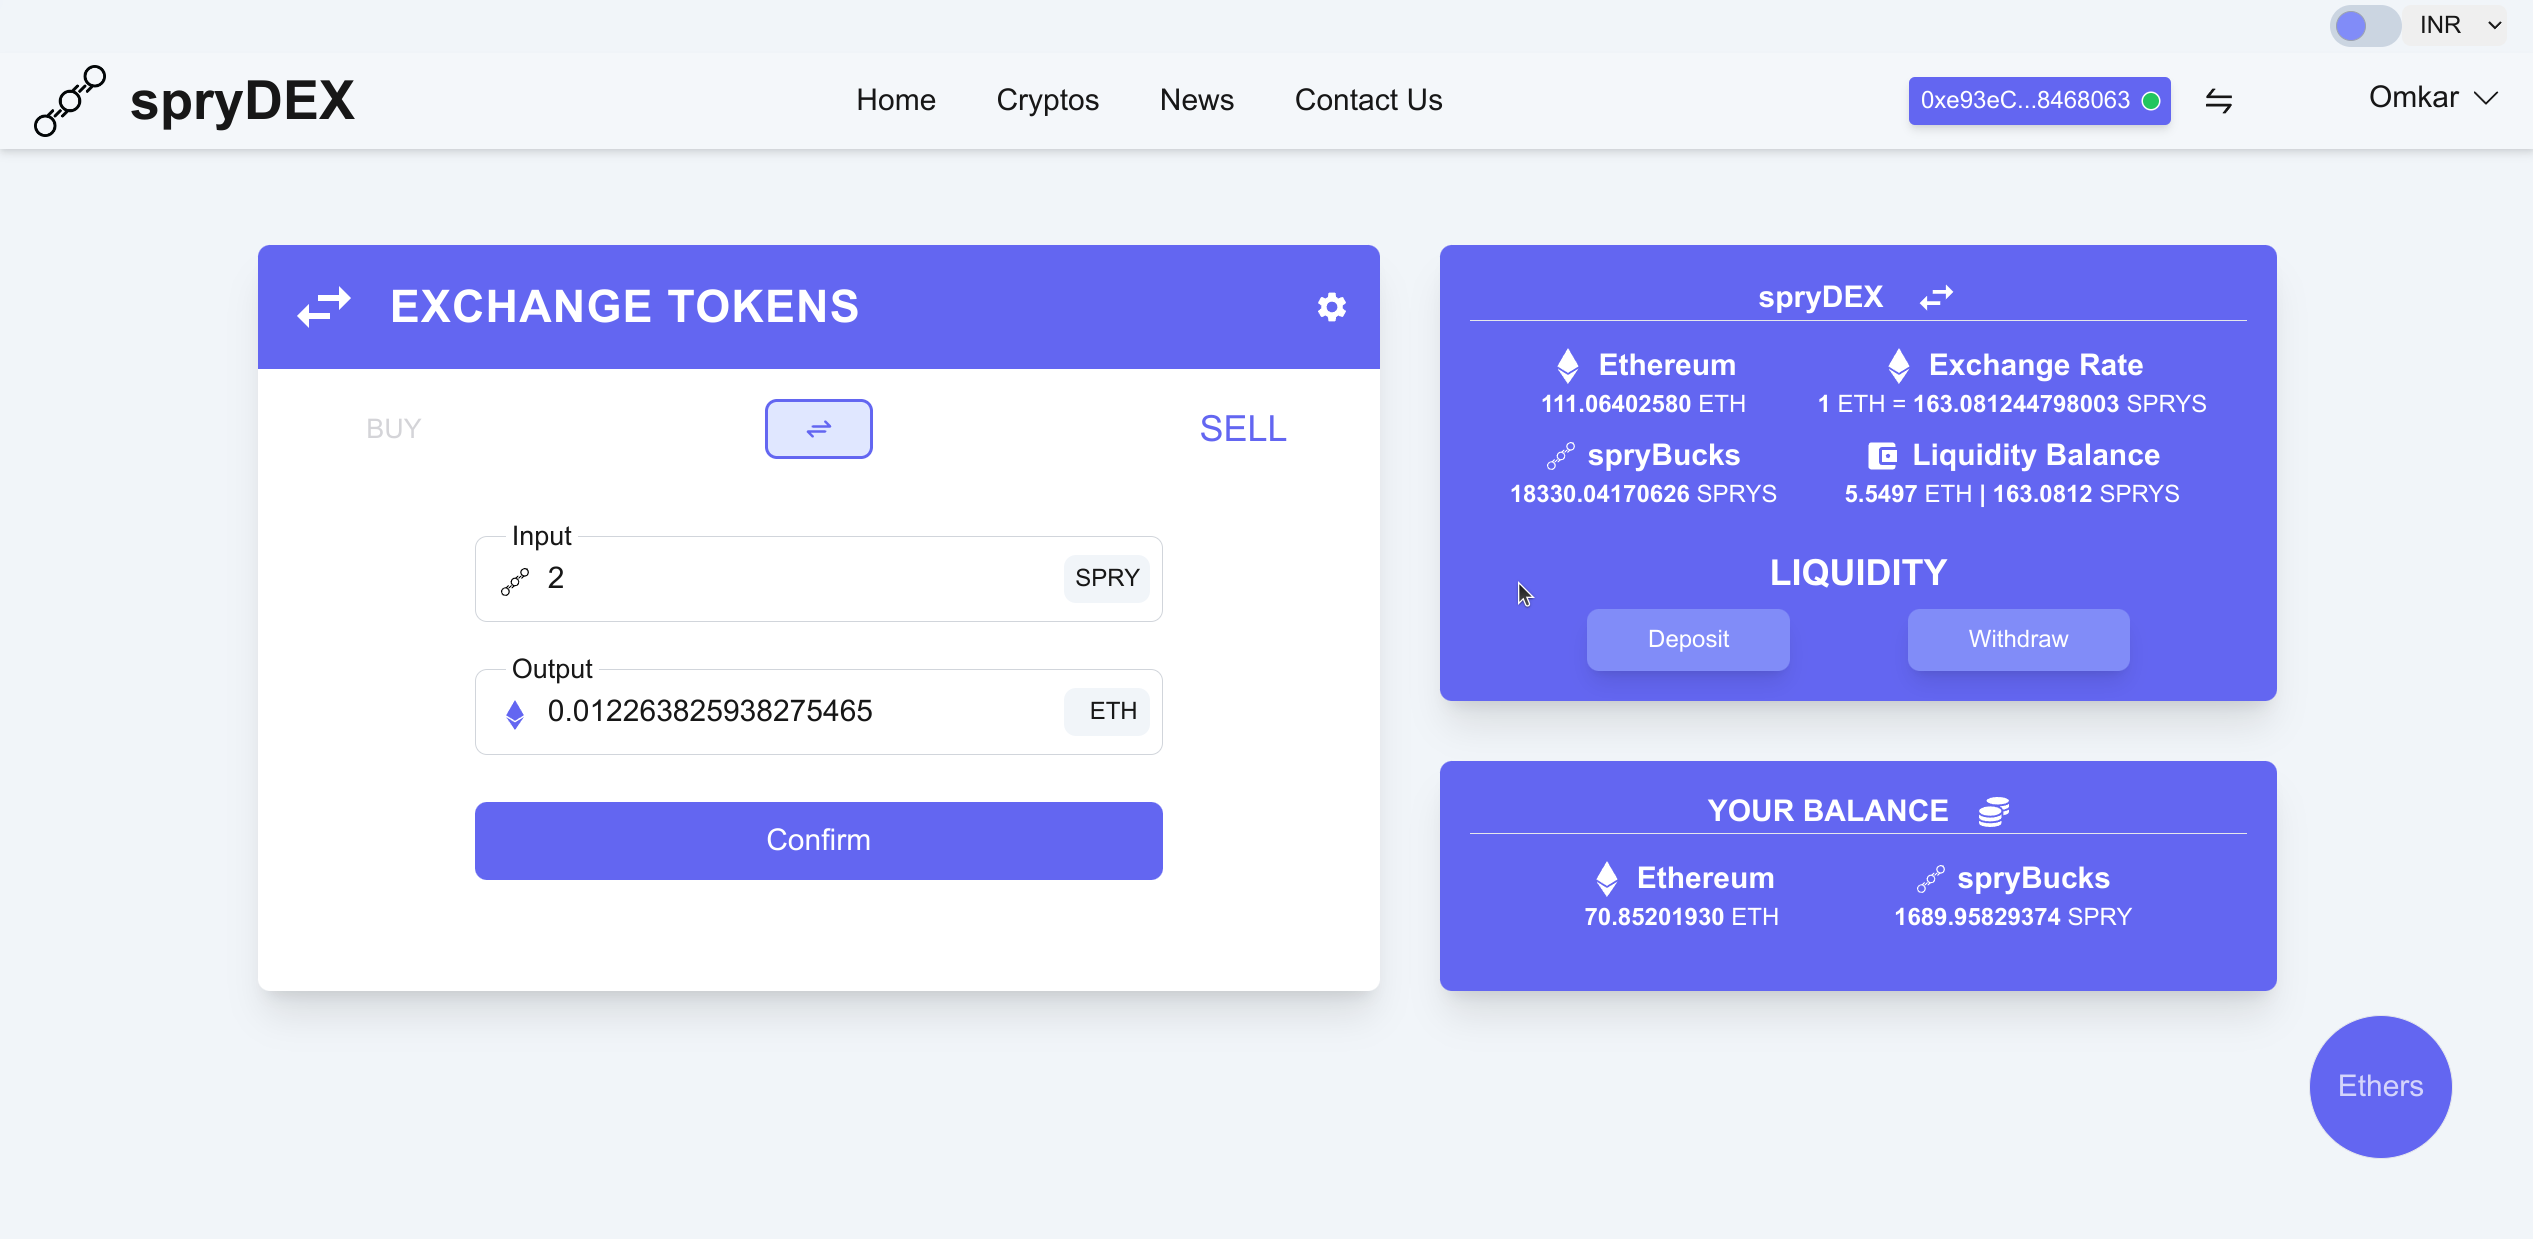 INR
spryDEX
Home Cryptos News Contact Us
0xe93eC...8468063
Omkar
EXCHANGE TOKENS
BUY
SELL
Input
2
SPRY
Output
0.012263825938275465
ETH
Confirm
spryDEX
Ethereum
111.06402580 ETH
Exchange Rate
1 ETH = 163.081244798003 SPRYS
spryBucks
18330.04170626 SPRYS
Liquidity Balance
5.5497 ETH | 163.0812 SPRYS
LIQUIDITY
Deposit
Withdraw
YOUR BALANCE
Ethereum
70.85201930 ETH
spryBucks
1689.95829374 SPRY
Ethers